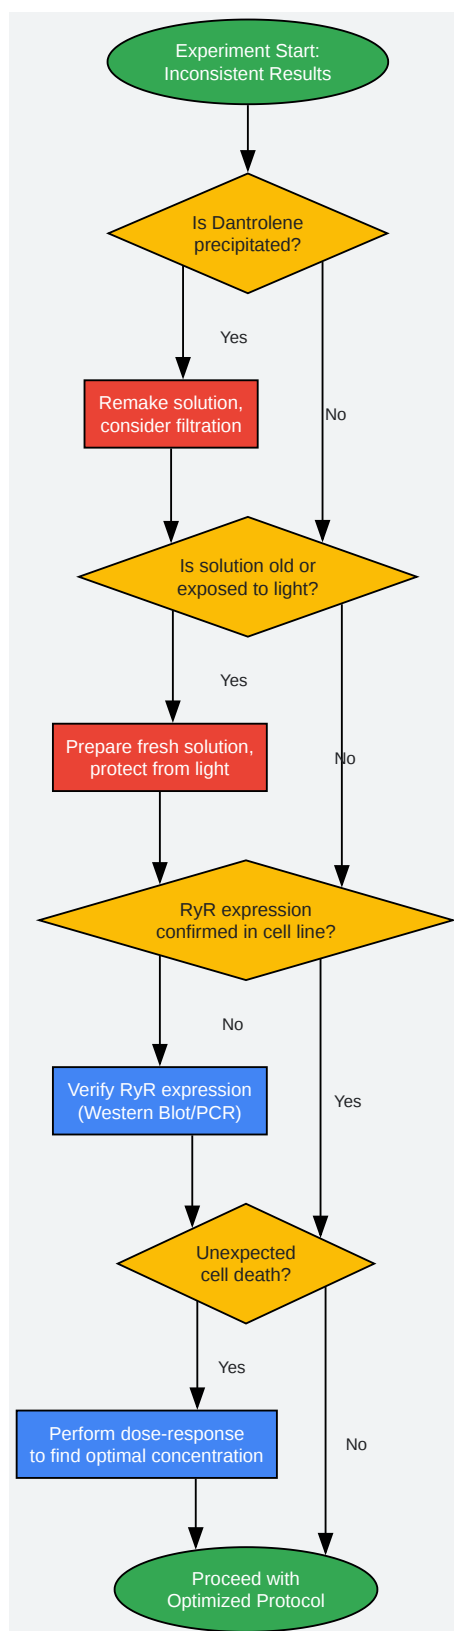 Experiment Start:
Inconsistent Results
Is Dantrolene
precipitated?
Yes
Remake solution,
consider filtration
No
Is solution old or
exposed to light?
Yes
Prepare fresh solution,
protect from light
No
RyR expression
confirmed in cell line?
No
Verify RyR expression
(Western Blot/PCR)
Yes
Unexpected
cell death?
Yes
Perform dose-response
to find optimal concentration
No
Proceed with
Optimized Protocol